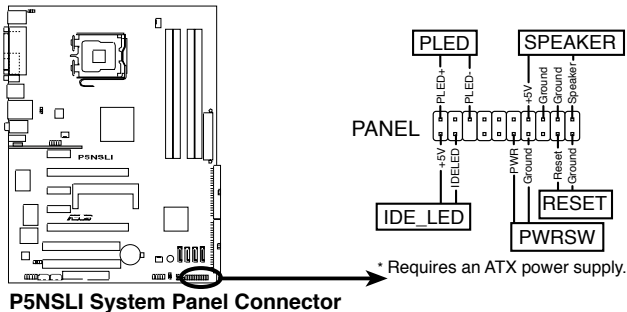 PLED
SPEAKER
PLED+
PLED-
+5V
Ground
Ground
Speaker
PANEL
+5V
IDELED
PWR
Ground
Reset
Ground
IDE_LED
RESET
PWRSW
* Requires an ATX power supply.
P5NSLI
P5NSLI System Panel Connector